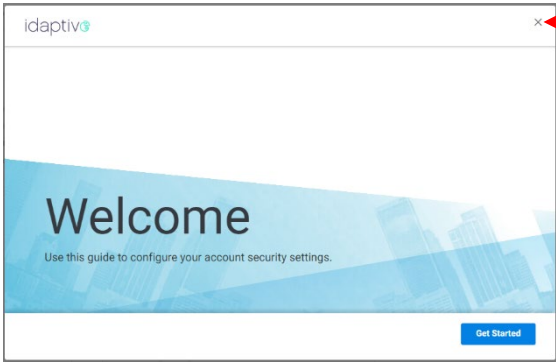 idaptive
Welcome
Use this guide to configure your account security settings.
Get Started